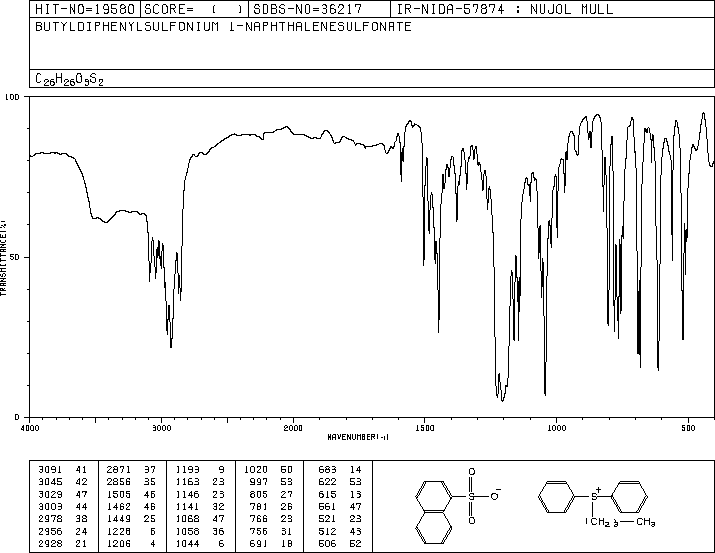 HIT-NO=19580 SCORE= ( ) SDBS-NO=36217 IR-NIDA-57874 : NUJOL MULL
BUTYLDIPHENYLSULFONIUM 1-NAPHTHALENESULFONATE
C26H26O3S2
100
50
0
TRANSMITTANCE(%)
4000 3000 2000 1500 1000 500
WAVENUMBER(-1)
3091 41 2871 37 1193 9 1020 50 683 14
3045 42 2856 35 1163 23 997 53 622 53
3029 47 1505 46 1146 23 805 27 615 13
3003 44 1462 46 1141 32 781 26 561 47
2978 38 1449 25 1068 47 766 23 521 23
2956 24 1228 6 1058 36 756 31 512 43
2928 21 1206 4 1044 6 691 18 506 52
O
S O−
O
S+
(CH2)3 CH3